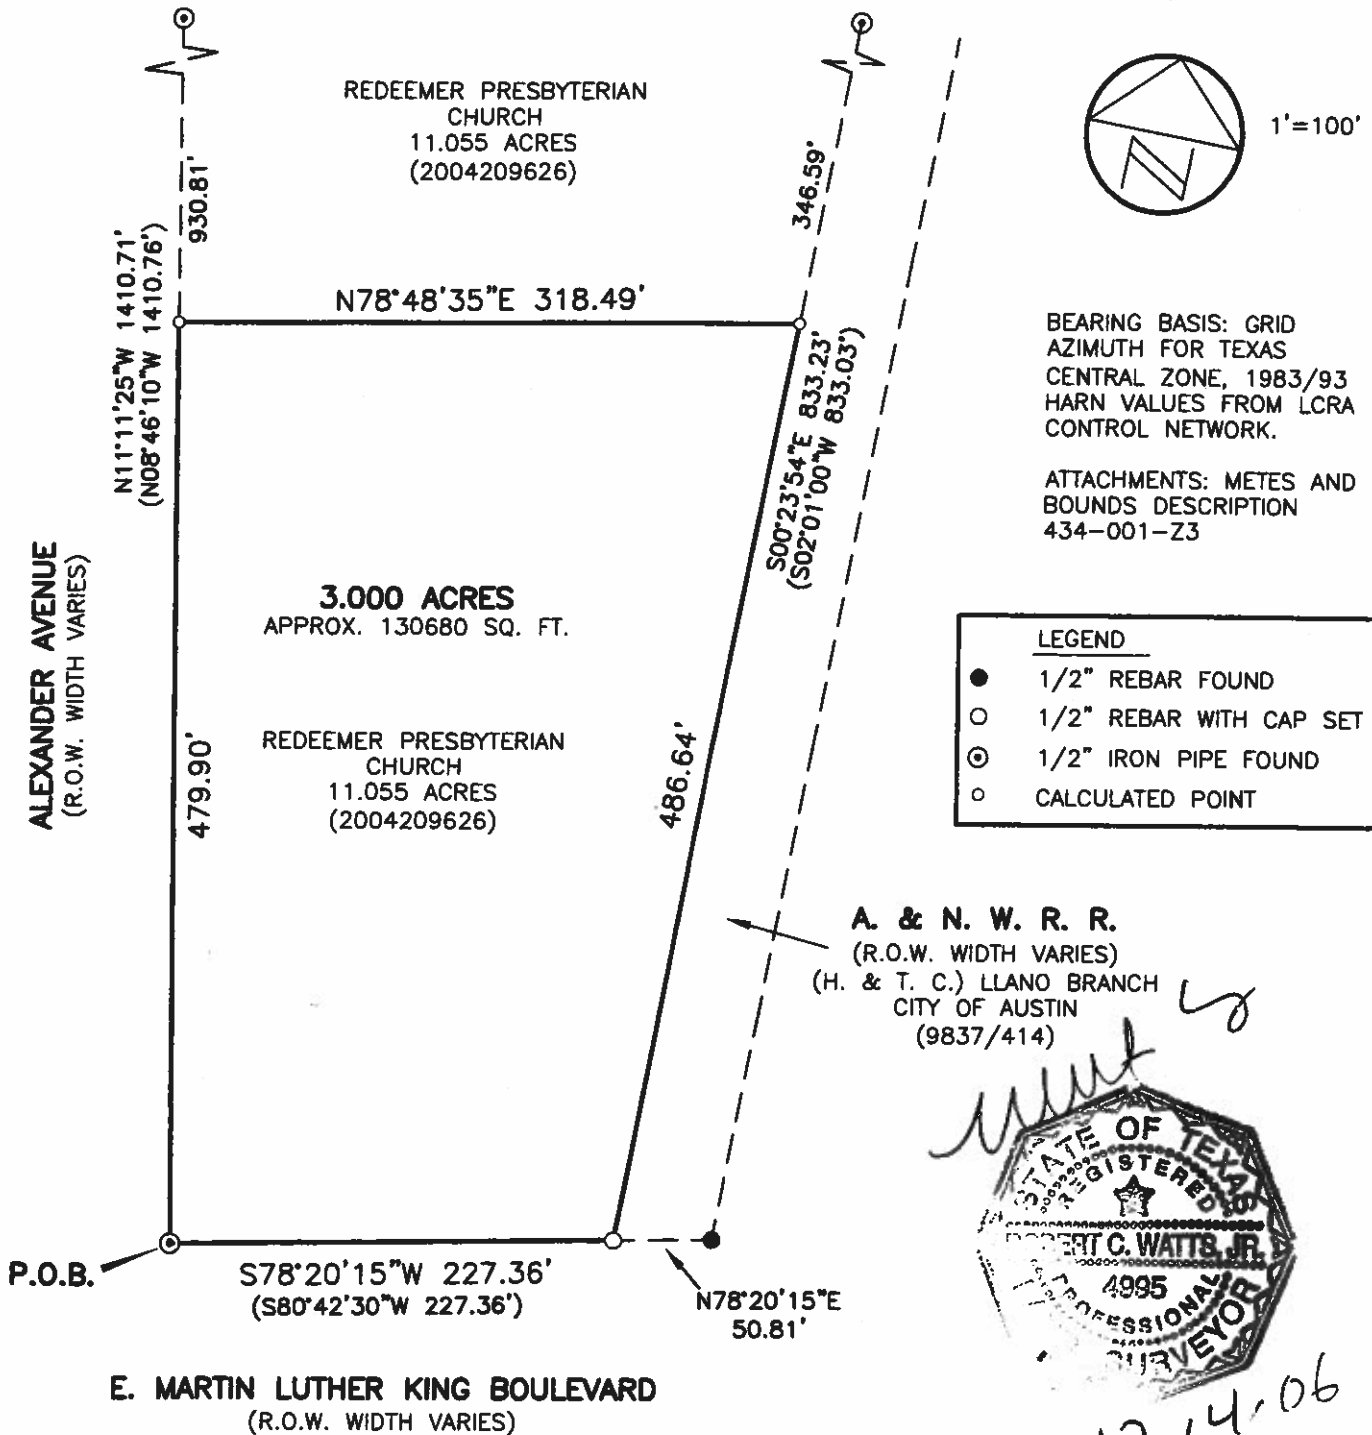 REDEEMER PRESBYTERIAN
CHURCH
11.055 ACRES
(2004209626)
1'=100'
930.81'
346.59'
N11°11'25"W 1410.71'
(N08°46'10"W 1410.76')
N78°48'35"E 318.49'
S00°23'54"E 833.23'
(S02°01'00"W 833.03')
BEARING BASIS: GRID
AZIMUTH FOR TEXAS
CENTRAL ZONE, 1983/93
HARN VALUES FROM LCRA
CONTROL NETWORK.
ATTACHMENTS: METES AND
BOUNDS DESCRIPTION
434-001-Z3
ALEXANDER AVENUE
(R.O.W. WIDTH VARIES)
3.000 ACRES
APPROX. 130680 SQ. FT.
REDEEMER PRESBYTERIAN
CHURCH
11.055 ACRES
(2004209626)
479.90'
486.64'
LEGEND
1/2" REBAR FOUND
1/2" REBAR WITH CAP SET
1/2" IRON PIPE FOUND
CALCULATED POINT
A. & N. W. R. R.
(R.O.W. WIDTH VARIES)
(H. & T. C.) LLANO BRANCH
CITY OF AUSTIN
(9837/414)
STATE OF TEXAS
REGISTERED
ROBERT C. WATTS, JR.
4995
PROFESSIONAL
SURVEYOR
P.O.B.
S78°20'15"W 227.36'
(S80°42'30"W 227.36')
N78°20'15"E
50.81'
E. MARTIN LUTHER KING BOULEVARD
(R.O.W. WIDTH VARIES)